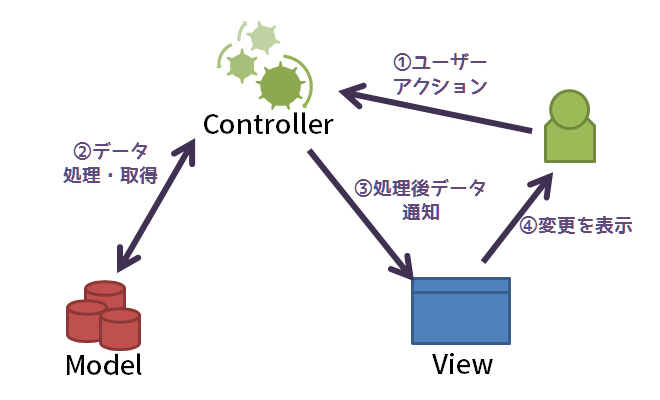 ①ユーザー
アクション
Controller
②データ
処理・取得
③処理後データ
通知
④変更を表示
Model
View